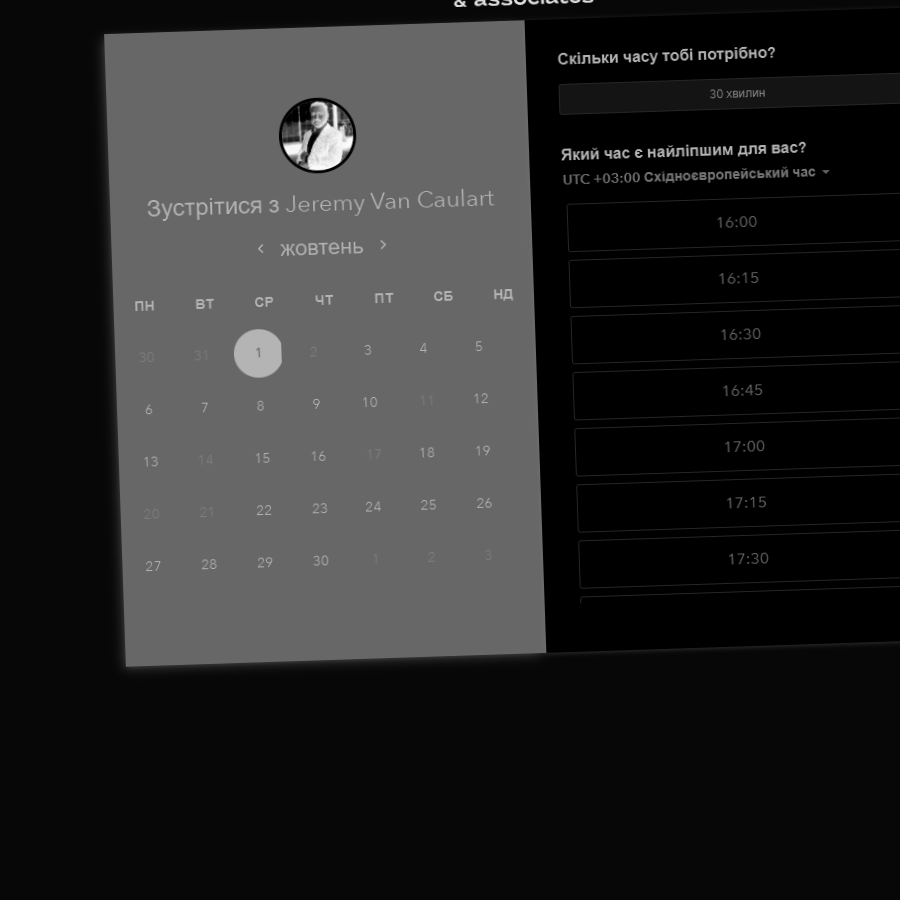 & associates
Зустрітися з Jeremy Van Caulart
жовтень
ПН ВТ СР ЧТ ПТ СБ НД
30 31 1 2 3 4 5
6 7 8 9 10 11 12
13 14 15 16 17 18 19
20 21 22 23 24 25 26
27 28 29 30 1 2 3
Скільки часу тобі потрібно?
30 хвилин
Який час є найліпшим для вас?
UTC +03:00 Східноєвропейський час
16:00
16:15
16:30
16:45
17:00
17:15
17:30